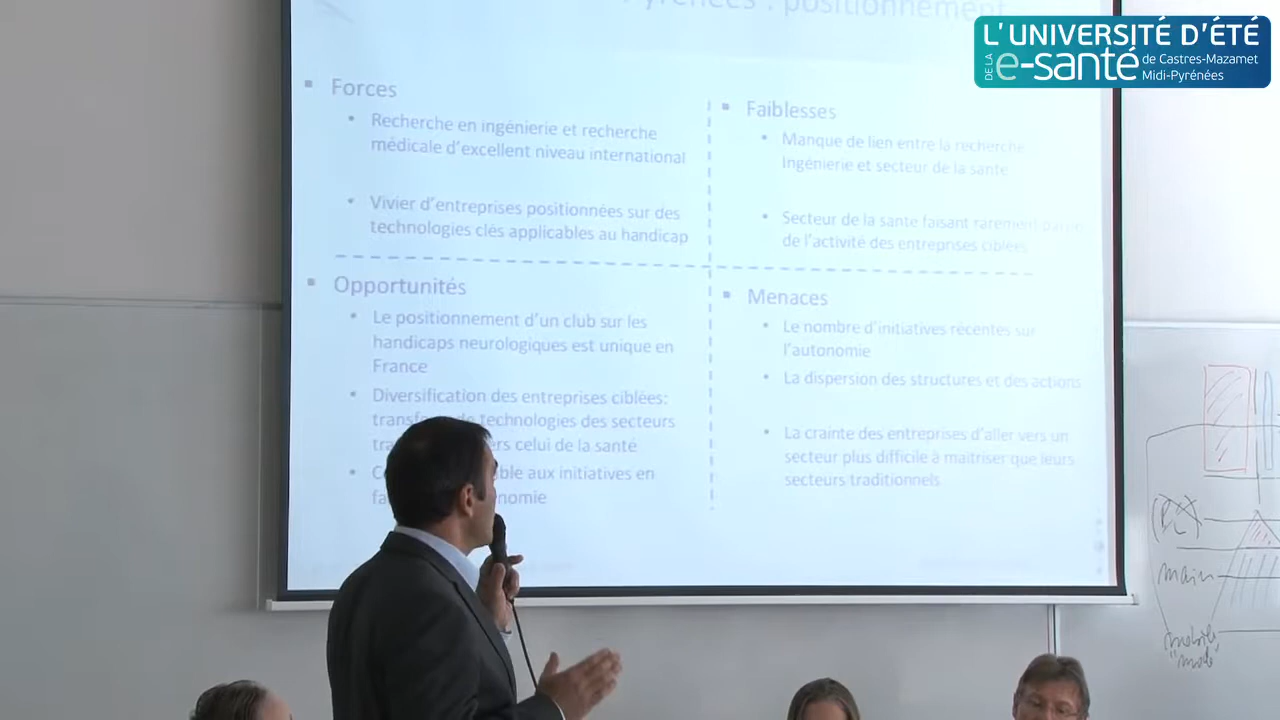 Pyrénées : positionnement
L'UNIVERSITÉ D'ÉTÉ
DE LA e-santé de Castres-Mazamet
Midi-Pyrénées
Forces
Recherche en ingénierie et recherche
médicale d'excellent niveau international
Vivier d'entreprises positionnées sur des
technologies clés applicables au handicap
Faiblesses
Manque de lien entre la recherche
Ingénierie et secteur de la sante
Secteur de la sante faisant rarement partie
de l'activité des entreprises ciblées
Opportunités
Le positionnement d'un club sur les
handicaps neurologiques est unique en
France
Diversification des entreprises ciblées:
technologies des secteurs
celui de la santé
aux initiatives en
Menaces
Le nombre d'initiatives récentes sur
l'autonomie
La dispersion des structures et des actions
La crainte des entreprises d'aller vers un
secteur plus difficile à maitriser que leurs
secteurs traditionnels
main